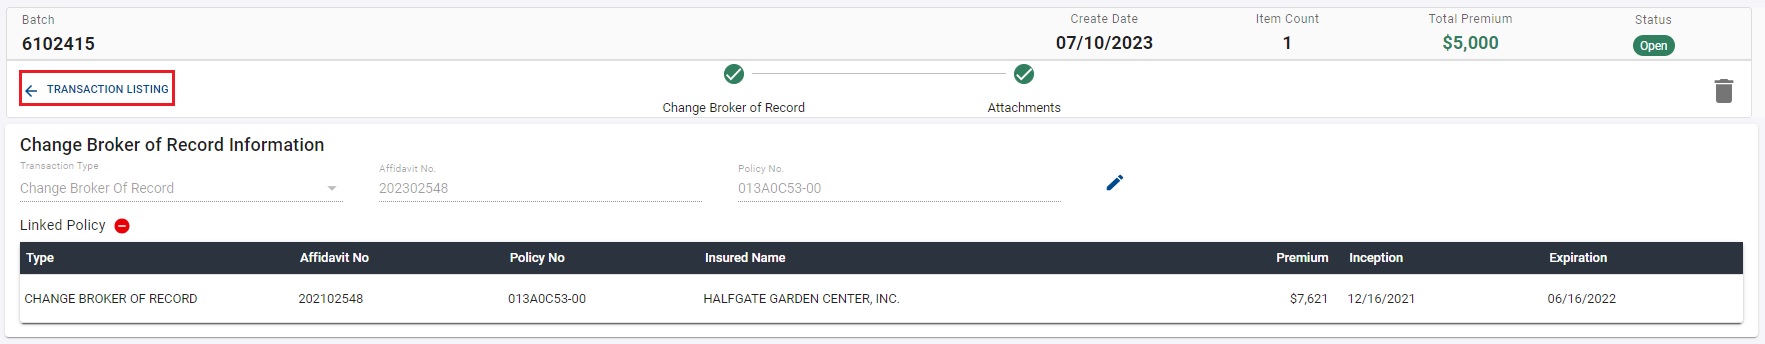 Batch
6102415
Create Date
07/10/2023
Item Count
1
Total Premium
$5,000
Status
Open
TRANSACTION LISTING
Change Broker of Record
Attachments
Change Broker of Record Information
Transaction Type
Change Broker Of Record
Affidavit No.
202302548
Policy No.
013A0C53-00
Linked Policy
Type Affidavit No Policy No Insured Name Premium Inception Expiration
CHANGE BROKER OF RECORD 202102548 013A0C53-00 HALFGATE GARDEN CENTER, INC. $7,621 12/16/2021 06/16/2022